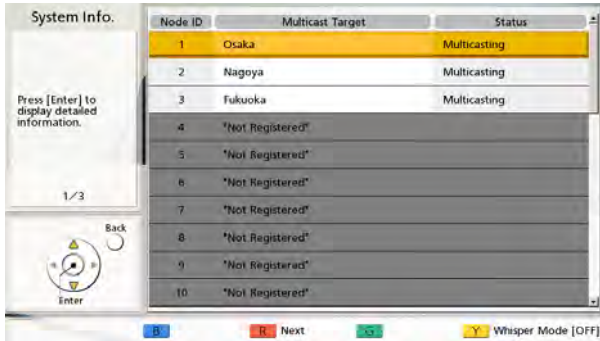 System Info.
Press [Enter] to
display detailed
information.
1/3
Back
Enter
Node ID Multicast Target Status
1 Osaka Multicasting
2 Nagoya Multicasting
3 Fukuoka Multicasting
4 "Not Registered"
5 "Not Registered"
6 "Not Registered"
7 "Not Registered"
8 "Not Registered"
9 "Not Registered"
10 "Not Registered"
B R Next G Y Whisper Mode [OFF]